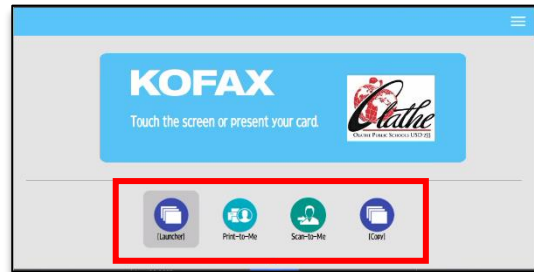 KOFAX
Touch the screen or present your card.
Olathe
OLATHE PUBLIC SCHOOLS USD 233
[Launcher]
Print-to-Me
Scan-to-Me
[Copy]